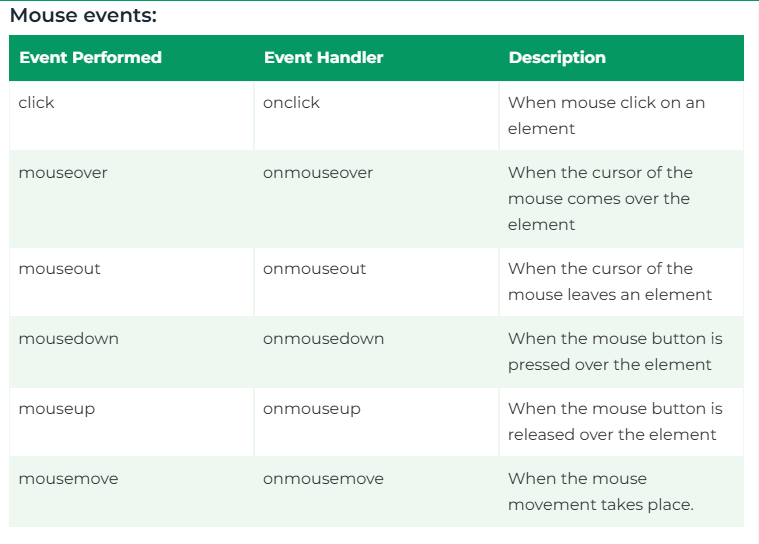 Mouse events:
Event Performed Event Handler Description
click onclick When mouse click on an
element
mouseover onmouseover When the cursor of the
mouse comes over the
element
mouseout onmouseout When the cursor of the
mouse leaves an element
mousedown onmousedown When the mouse button is
pressed over the element
mouseup onmouseup When the mouse button is
released over the element
mousemove onmousemove When the mouse
movement takes place.